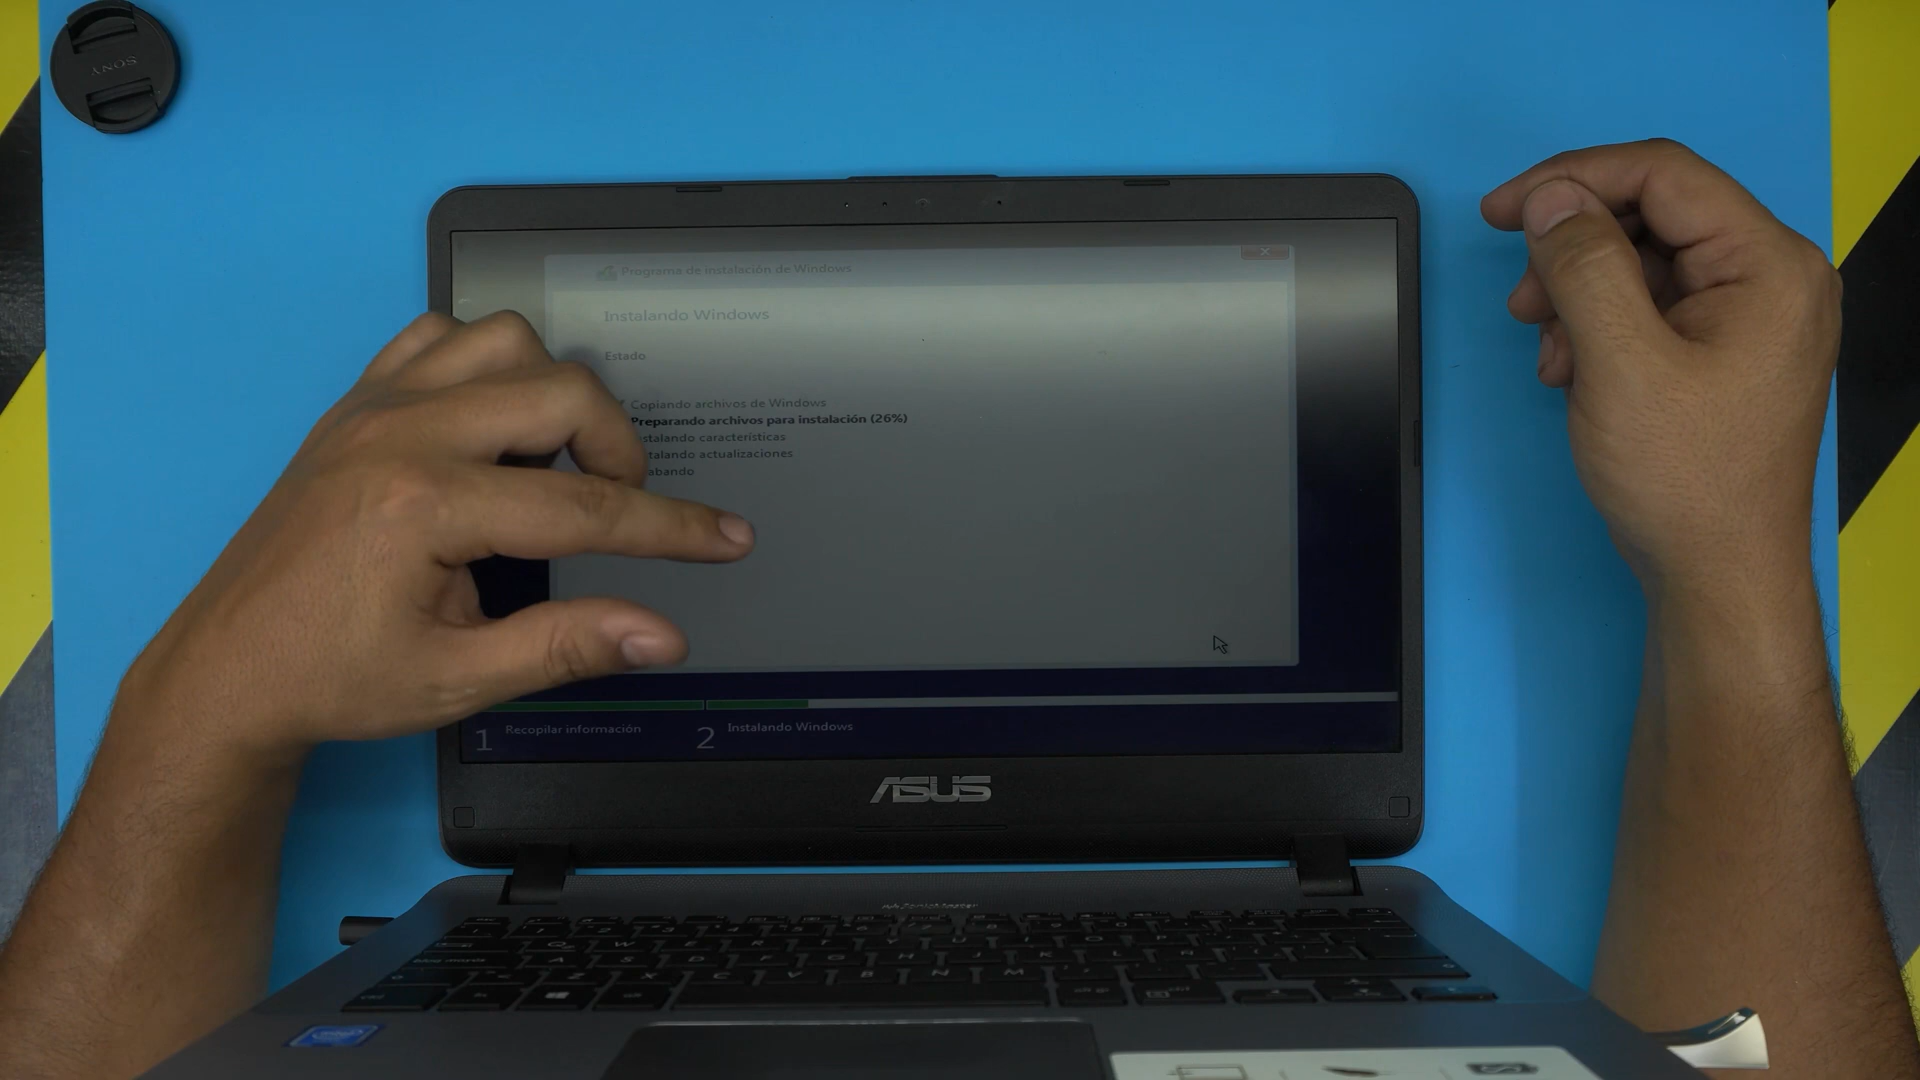 SONY
Programa de instalación de Windows
Instalando Windows
Estado
Copiando archivos de Windows
Preparando archivos para instalación (26%)
stalando características
talando actualizaciones
abando
1 Recopilar información
2 Instalando Windows
ASUS
Q W E R T Y U I O P
A S D F G H J K L Ñ
Z X C V B N M